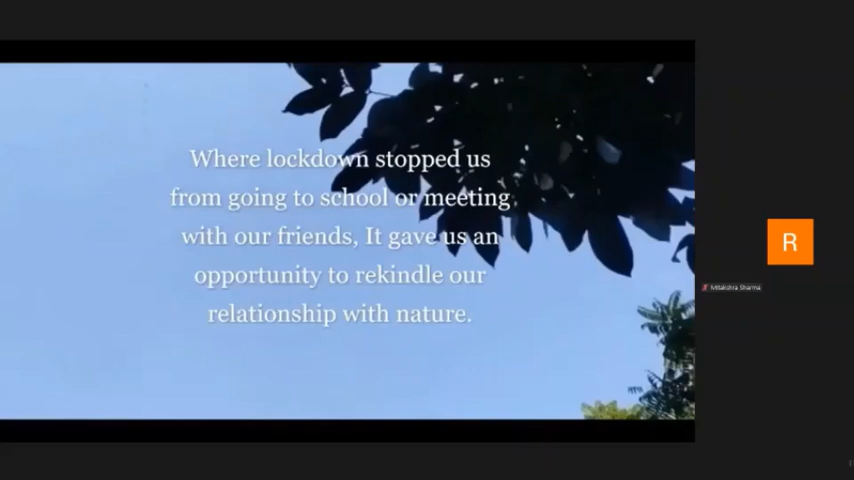 Where lockdown stopped us
from going to school or meeting
with our friends, It gave us an
opportunity to rekindle our
relationship with nature.
R
Mitakshra Sharma